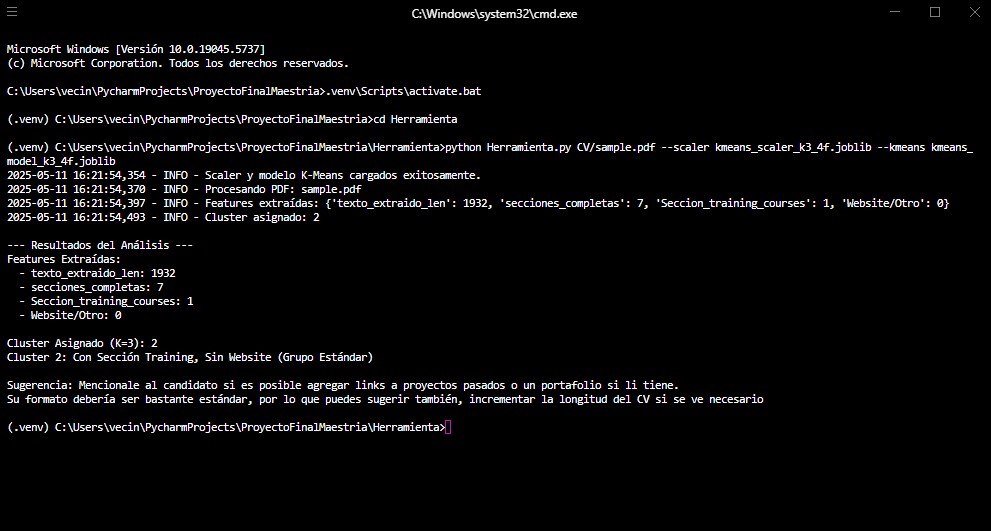 C:\Windows\system32\cmd.exe
Microsoft Windows [Versión 10.0.19045.5737]
(c) Microsoft Corporation. Todos los derechos reservados.
C:\Users\vecin\PycharmProjects\ProyectoFinalMaestria>.venv\Scripts\activate.bat
(.venv) C:\Users\vecin\PycharmProjects\ProyectoFinalMaestria>cd Herramienta
(.venv) C:\Users\vecin\PycharmProjects\ProyectoFinalMaestria\Herramienta>python Herramienta.py CV/sample.pdf --scaler kmeans_scaler_k3_4f.joblib --kmeans kmeans_
model_k3_4f.joblib
2025-05-11 16:21:54,354 - INFO - Scaler y modelo K-Means cargados exitosamente.
2025-05-11 16:21:54,370 - INFO - Procesando PDF: sample.pdf
2025-05-11 16:21:54,397 - INFO - Features extraídas: {'texto_extraido_len': 1932, 'secciones_completas': 7, 'Seccion_training_courses': 1, 'Website/Otro': 0}
2025-05-11 16:21:54,493 - INFO - Cluster asignado: 2
--- Resultados del Análisis ---
Features Extraídas:
  - texto_extraido_len: 1932
  - secciones_completas: 7
  - Seccion_training_courses: 1
  - Website/Otro: 0
Cluster Asignado (K=3): 2
Cluster 2: Con Sección Training, Sin Website (Grupo Estándar)
Sugerencia: Mencionale al candidato si es posible agregar links a proyectos pasados o un portafolio si li tiene.
Su formato debería ser bastante estándar, por lo que puedes sugerir también, incrementar la longitud del CV si se ve necesario
(.venv) C:\Users\vecin\PycharmProjects\ProyectoFinalMaestria\Herramienta>